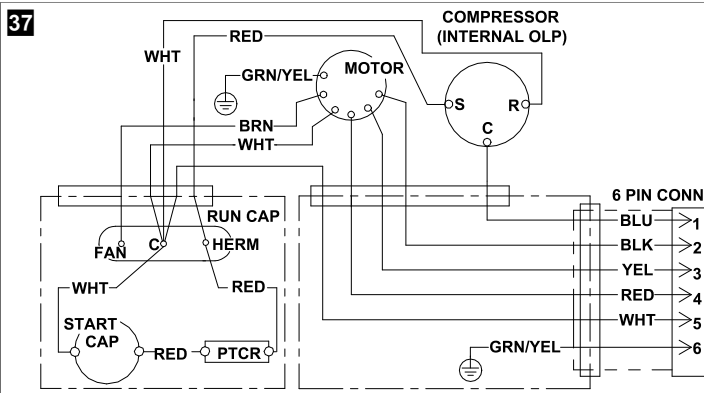 37
COMPRESSOR
(INTERNAL OLP)
RED
WHT
GRN/YEL
MOTOR
S
R
C
BRN
WHT
6 PIN CONN
RUN CAP
FAN
C
HERM
BLU
1
BLK
2
YEL
3
WHT
RED
RED
4
START
CAP
WHT
5
RED
PTCR
GRN/YEL
6